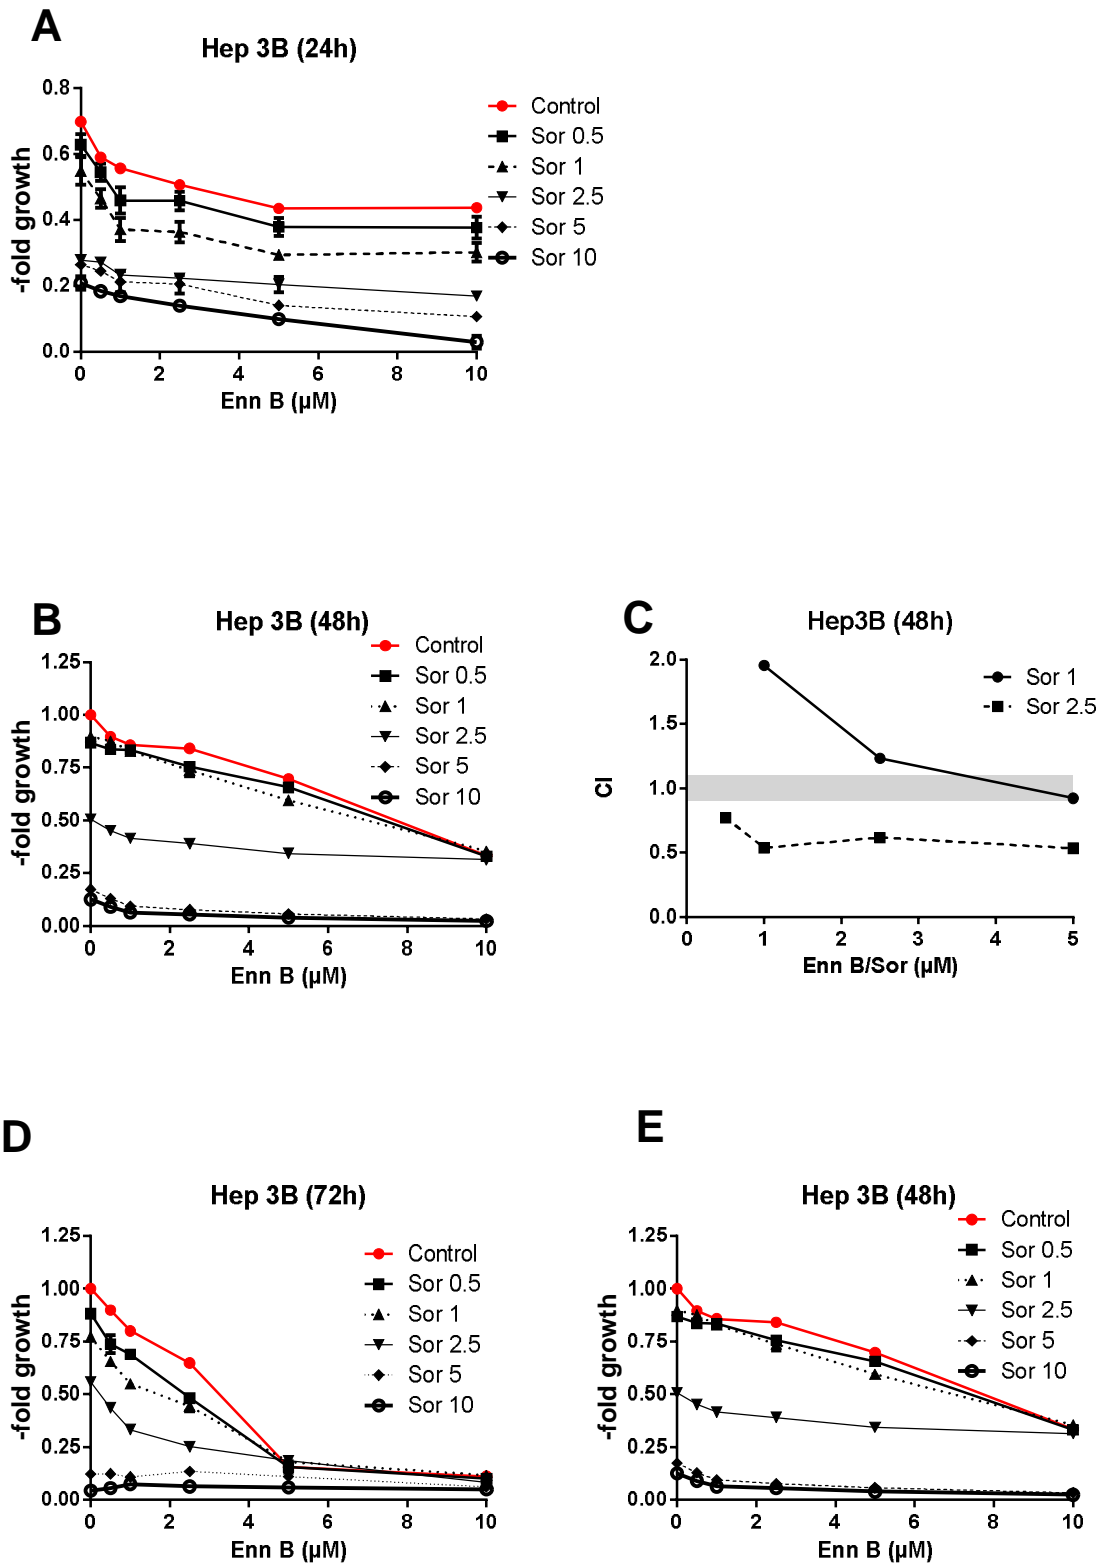 A
Hep 3B (24h)
0.8
0.6
0.4
0.2
0.0
-fold growth
0 2 4 6 8 10
Enn B (µM)
Control
Sor 0.5
Sor 1
Sor 2.5
Sor 5
Sor 10
B
Hep 3B (48h)
1.25
1.00
0.75
0.50
0.25
0.00
-fold growth
0 2 4 6 8 10
Enn B (µM)
Control
Sor 0.5
Sor 1
Sor 2.5
Sor 5
Sor 10
C
Hep3B (48h)
2.0
1.5
1.0
0.5
0.0
CI
0 1 2 3 4 5
Enn B/Sor (µM)
Sor 1
Sor 2.5
D
Hep 3B (72h)
1.25
1.00
0.75
0.50
0.25
0.00
-fold growth
0 2 4 6 8 10
Enn B (µM)
Control
Sor 0.5
Sor 1
Sor 2.5
Sor 5
Sor 10
E
Hep 3B (48h)
1.25
1.00
0.75
0.50
0.25
0.00
-fold growth
0 2 4 6 8 10
Enn B (µM)
Control
Sor 0.5
Sor 1
Sor 2.5
Sor 5
Sor 10